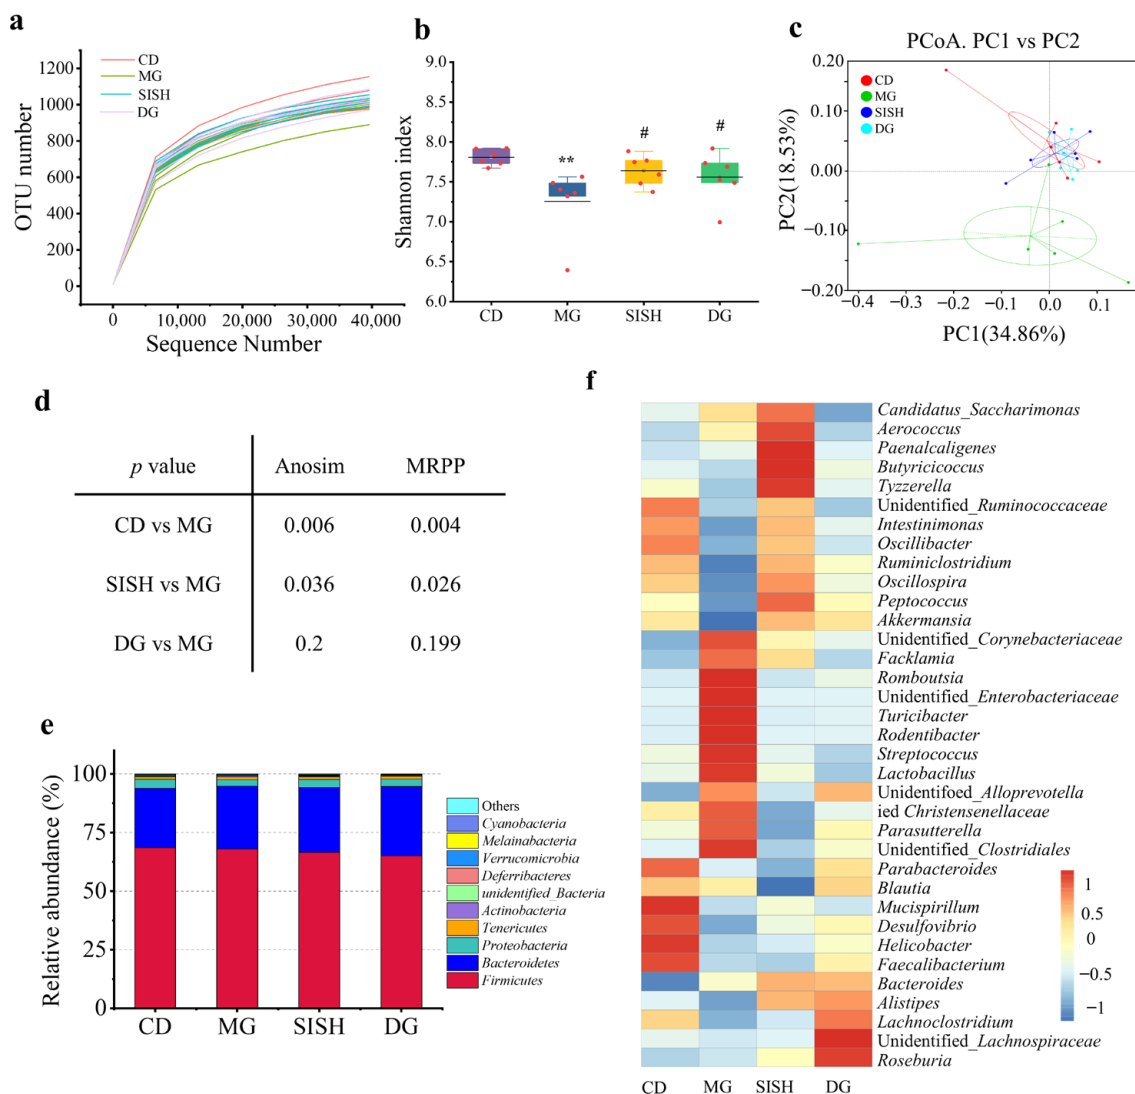 a
1200
1000
800
600
400
200
0
OTU number
CD
MG
SISH
DG
0
10,000
20,000
30,000
40,000
Sequence Number
b
9.0
8.5
8.0
7.5
7.0
6.5
6.0
Shannon index
**
#
#
CD
MG
SISH
DG
c
PCoA. PC1 vs PC2
0.20
0.10
0.00
−0.10
−0.20
PC2(18.53%)
CD
MG
SISH
DG
−0.4
−0.3
−0.2
−0.1
0.0
0.1
PC1(34.86%)
d
p value Anosim MRPP
CD vs MG 0.006 0.004
SISH vs MG 0.036 0.026
DG vs MG 0.2 0.199
e
100
75
50
25
0
Relative abundance (%)
CD
MG
SISH
DG
Others
Cyanobacteria
Melainabacteria
Verrucomicrobia
Deferribacteres
unidentified_Bacteria
Actinobacteria
Tenericutes
Proteobacteria
Bacteroidetes
Firmicutes
f
Candidatus_Saccharimonas
Aerococcus
Paenalcaligenes
Butyricicoccus
Tyzzerella
Unidentified_Ruminococcaceae
Intestinimonas
Oscillibacter
Ruminiclostridium
Oscillospira
Peptococcus
Akkermansia
Unidentified_Corynebacteriaceae
Facklamia
Romboutsia
Unidentified_Enterobacteriaceae
Turicibacter
Rodentibacter
Streptococcus
Lactobacillus
Unidentifoed_Alloprevotella
ied Christensenellaceae
Parasutterella
Unidentified_Clostridiales
Parabacteroides
Blautia
Mucispirillum
Desulfovibrio
Helicobacter
Faecalibacterium
Bacteroides
Alistipes
Lachnoclostridium
Unidentified_Lachnospiraceae
Roseburia
CD
MG
SISH
DG
1
0.5
0
−0.5
−1